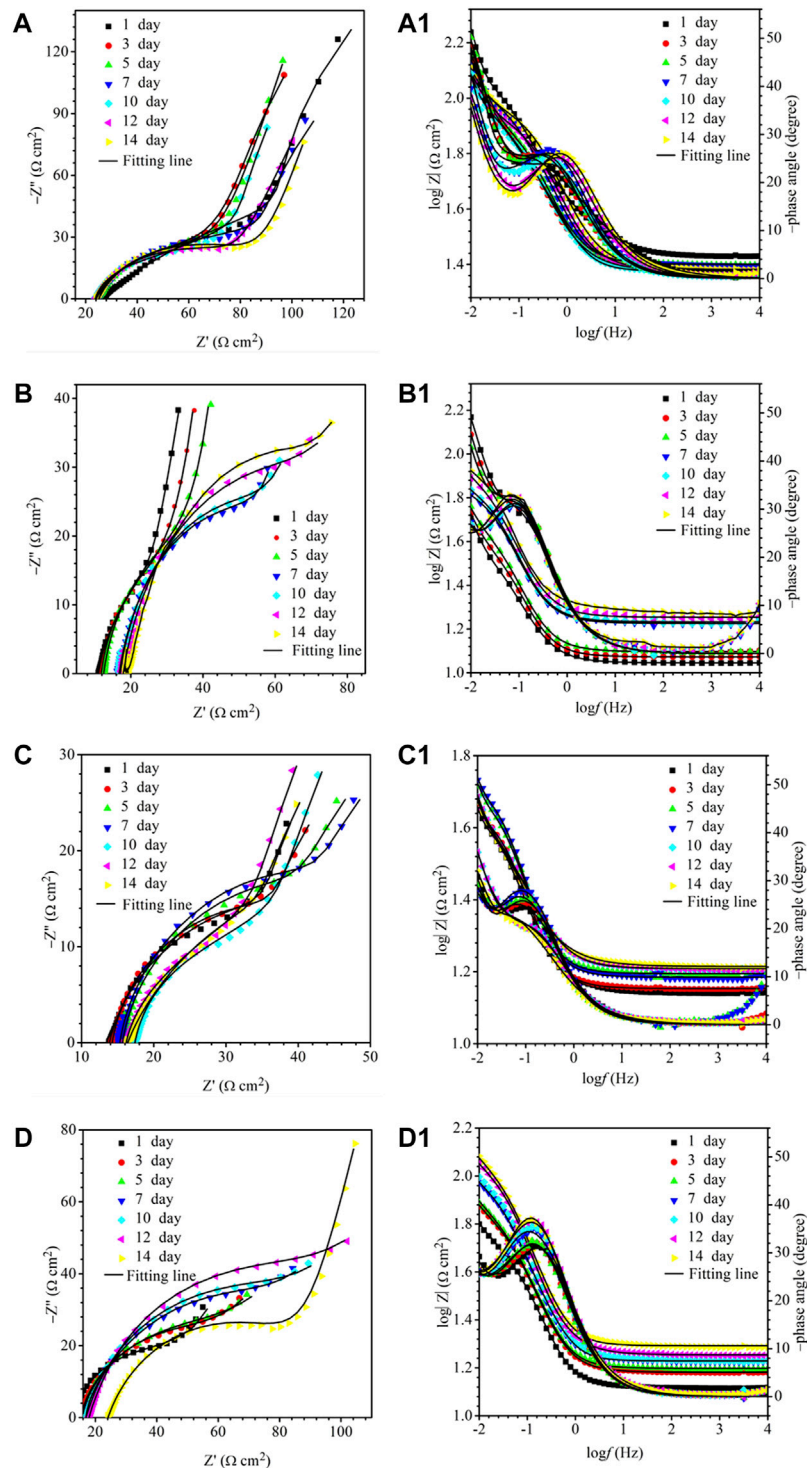 A
1 day
3 day
5 day
7 day
10 day
12 day
14 day
Fitting line
120
90
60
30
0
20 40 60 80 100 120
−Z" (Ω cm²)
Z' (Ω cm²)
A1
1 day
3 day
5 day
7 day
10 day
12 day
14 day
Fitting line
2.2
2.0
1.8
1.6
1.4
50
40
30
20
10
0
-2 -1 0 1 2 3 4
log|Z| (Ω cm²)
−phase angle (degree)
logf (Hz)
B
1 day
3 day
5 day
7 day
10 day
12 day
14 day
Fitting line
40
30
20
10
0
20 40 60 80
−Z" (Ω cm²)
Z' (Ω cm²)
B1
1 day
3 day
5 day
7 day
10 day
12 day
14 day
Fitting line
2.2
2.0
1.8
1.6
1.4
1.2
1.0
50
40
30
20
10
0
-2 -1 0 1 2 3 4
log|Z| (Ω cm²)
−phase angle (degree)
logf (Hz)
C
1 day
3 day
5 day
7 day
10 day
12 day
14 day
Fitting line
30
20
10
0
10 20 30 40 50
−Z" (Ω cm²)
Z' (Ω cm²)
C1
1 day
3 day
5 day
7 day
10 day
12 day
14 day
Fitting line
1.8
1.6
1.4
1.2
1.0
50
40
30
20
10
0
-2 -1 0 1 2 3 4
log|Z| (Ω cm²)
−phase angle (degree)
logf (Hz)
D
1 day
3 day
5 day
7 day
10 day
12 day
14 day
Fitting line
80
60
40
20
0
20 40 60 80 100
−Z" (Ω cm²)
Z' (Ω cm²)
D1
1 day
3 day
5 day
7 day
10 day
12 day
14 day
Fitting line
2.2
2.0
1.8
1.6
1.4
1.2
1.0
50
40
30
20
10
0
-2 -1 0 1 2 3 4
log|Z| (Ω cm²)
−phase angle (degree)
logf (Hz)